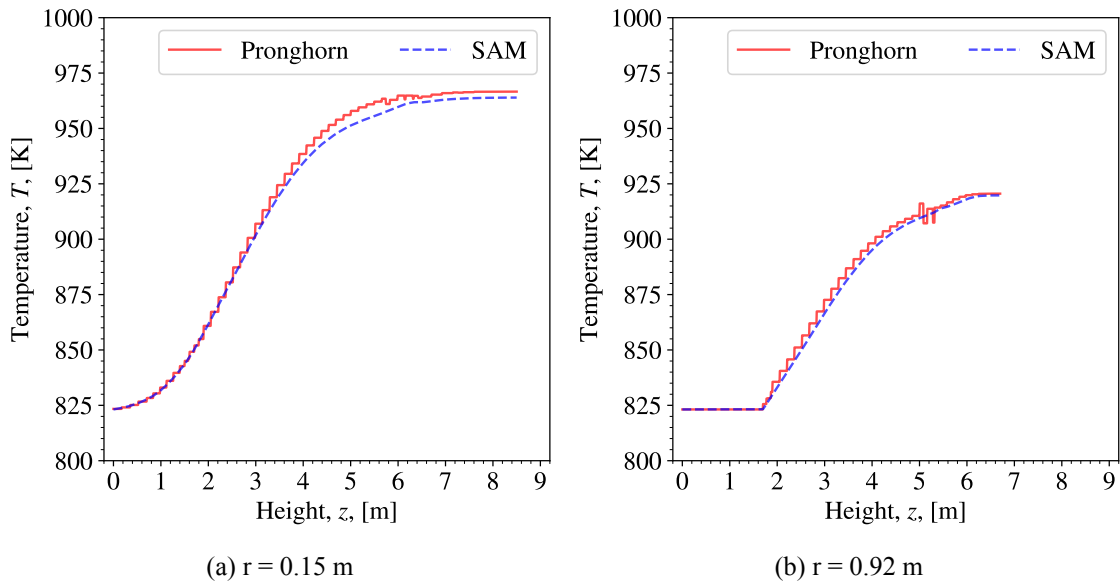 1000
975
950
925
900
875
850
825
800
Temperature, T, [K]
Pronghorn
SAM
0 1 2 3 4 5 6 7 8 9
Height, z, [m]
(a) r = 0.15 m
1000
975
950
925
900
875
850
825
800
Temperature, T, [K]
Pronghorn
SAM
0 1 2 3 4 5 6 7 8 9
Height, z, [m]
(b) r = 0.92 m